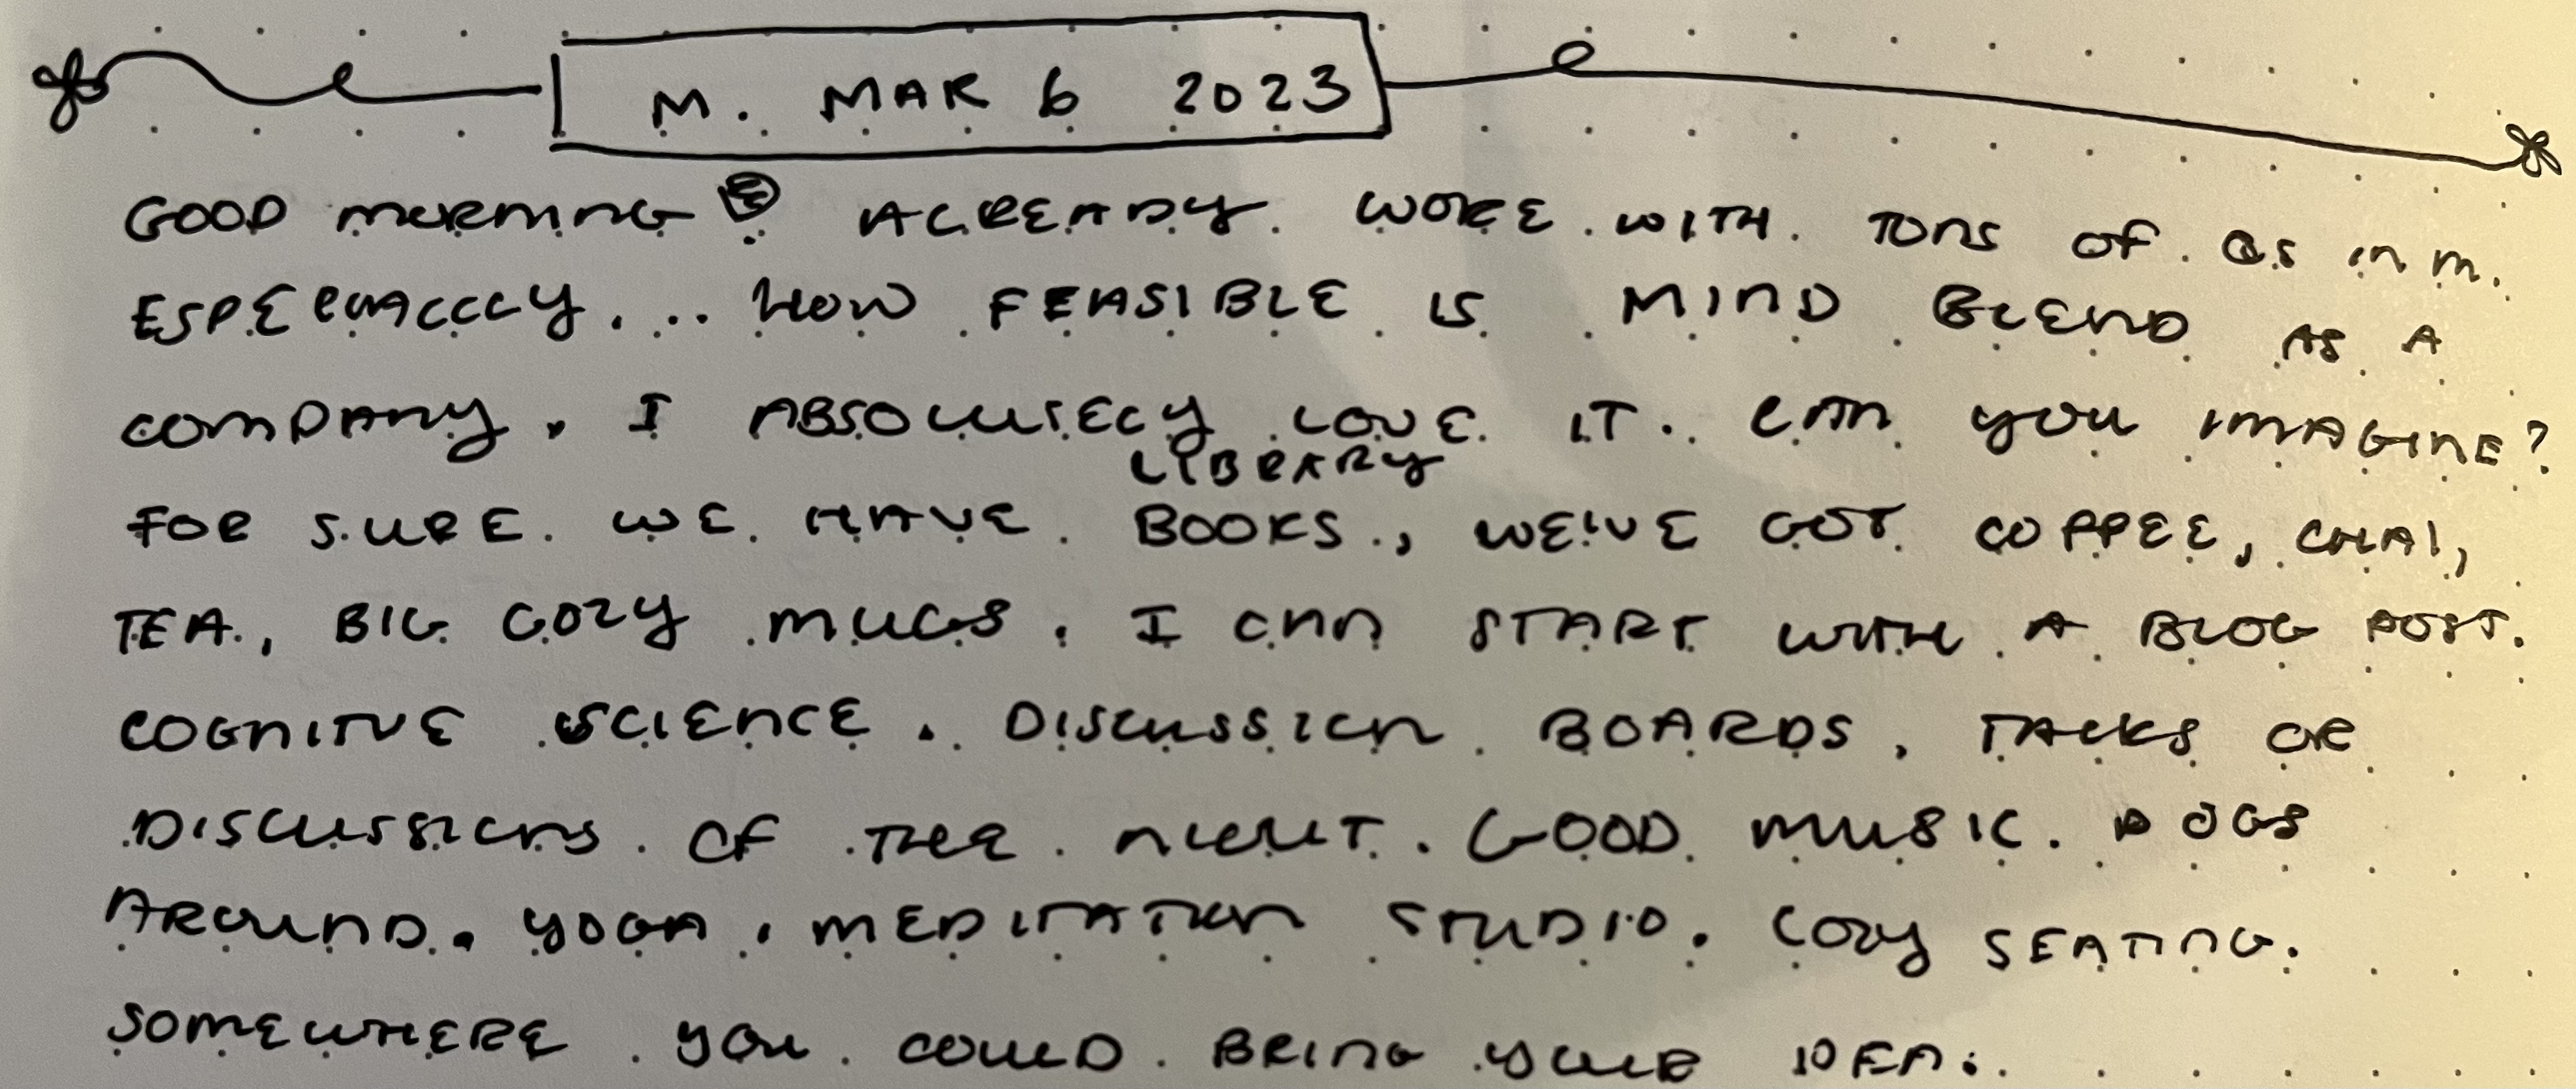 M. MAR 6 2023
GOOD MORNING ALREADY WOKE WITH TONS OF QS IN M.
ESPECIALLY... HOW FEASIBLE IS MIND BLEND AS A
COMPANY. I ABSOLUTELY LOVE IT. CAN YOU IMAGINE?
LIBRARY
FOR SURE WE HAVE BOOKS, WE'VE GOT COFFEE, CHAI,
TEA, BIG COZY MUGS. I CAN START WITH A BLOG POST.
COGNITIVE SCIENCE. DISCUSSION BOARDS. TALKS OR
DISCUSSIONS OF THE NIGHT. GOOD MUSIC. DOGS
AROUND. YOGA, MEDITATION STUDIO. COZY SEATING.
SOMEWHERE YOU COULD BRING YOUR IDEA.